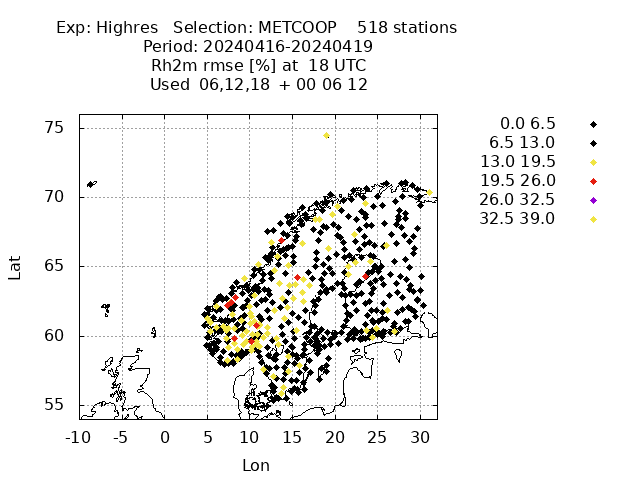 Exp: Highres   Selection: METCOOP    518 stations
Period: 20240416-20240419
Rh2m rmse [%] at  18 UTC
Used  06,12,18  + 00 06 12
0.0 6.5
6.5 13.0
13.0 19.5
19.5 26.0
26.0 32.5
32.5 39.0
75
70
65
60
55
Lat
-10 -5 0 5 10 15 20 25 30
Lon